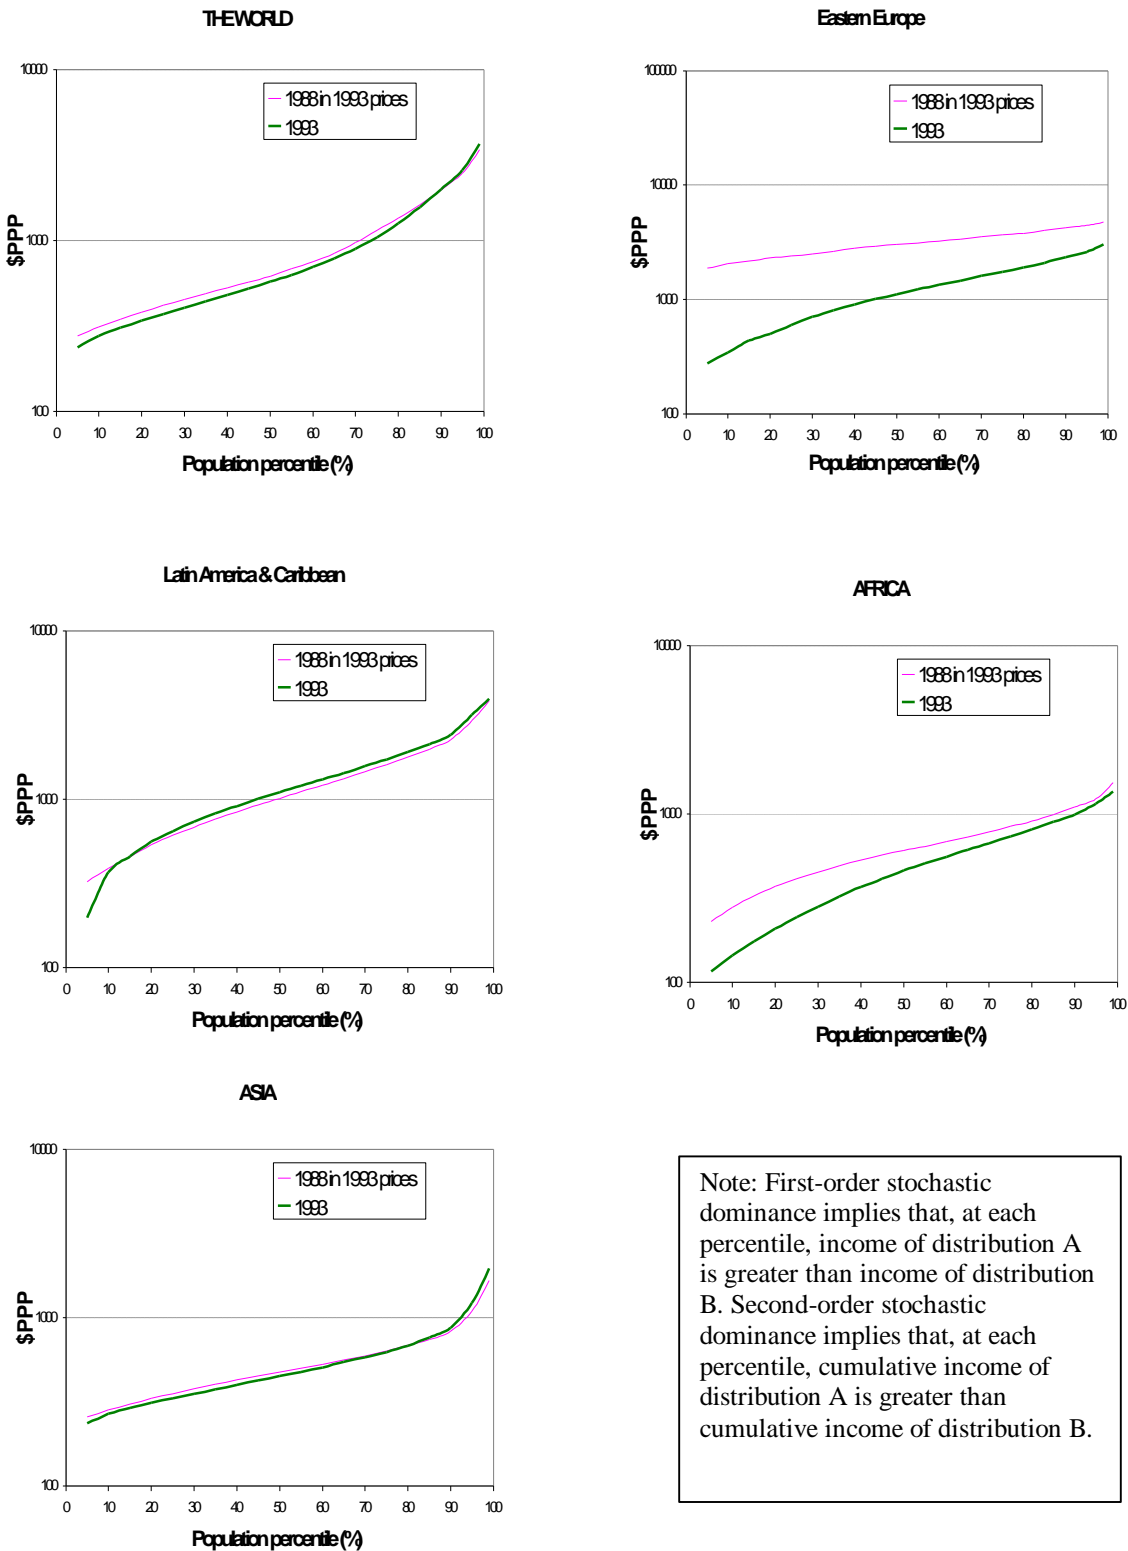 THE WORLD
10000
1988 in 1993 prices
1993
1000
$PPP
100
0 10 20 30 40 50 60 70 80 90 100
Population percentile (%)
Eastern Europe
100000
1988 in 1993 prices
1993
10000
$PPP
1000
100
0 10 20 30 40 50 60 70 80 90 100
Population percentile (%)
Latin America & Caribbean
10000
1988 in 1993 prices
1993
1000
$PPP
100
0 10 20 30 40 50 60 70 80 90 100
Population percentile (%)
AFRICA
10000
1988 in 1993 prices
1993
1000
$PPP
100
0 10 20 30 40 50 60 70 80 90 100
Population percentile (%)
ASIA
10000
1988 in 1993 prices
1993
1000
$PPP
100
0 10 20 30 40 50 60 70 80 90 100
Population percentile (%)
Note: First-order stochastic
dominance implies that, at each
percentile, income of distribution A
is greater than income of distribution
B. Second-order stochastic
dominance implies that, at each
percentile, cumulative income of
distribution A is greater than
cumulative income of distribution B.